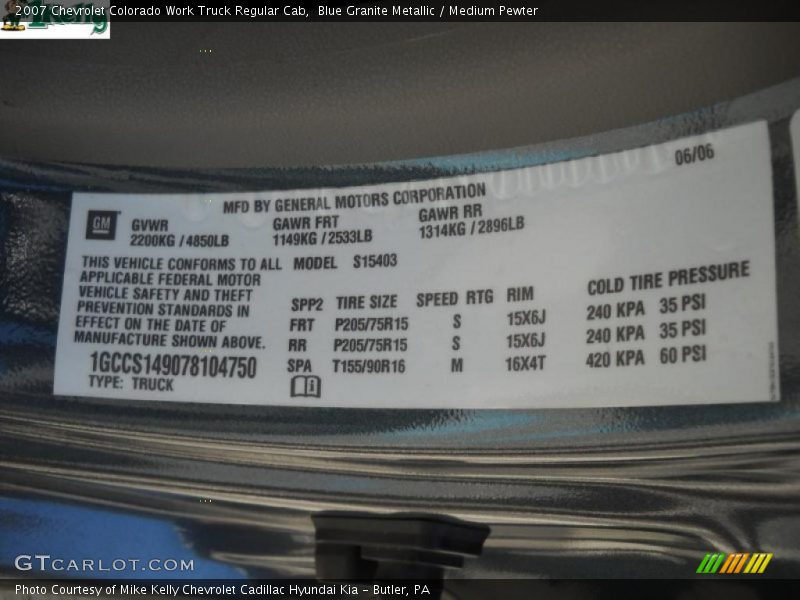 2007 Chevrolet Colorado Work Truck Regular Cab, Blue Granite Metallic / Medium Pewter
06/06
MFD BY GENERAL MOTORS CORPORATION
GM GVWR GAWR FRT GAWR RR
2200KG / 4850LB 1149KG / 2533LB 1314KG / 2896LB
THIS VEHICLE CONFORMS TO ALL
APPLICABLE FEDERAL MOTOR
VEHICLE SAFETY AND THEFT
PREVENTION STANDARDS IN
EFFECT ON THE DATE OF
MANUFACTURE SHOWN ABOVE.
1GCCS149078104750
TYPE: TRUCK
MODEL S15403
SPP2 TIRE SIZE SPEED RTG RIM COLD TIRE PRESSURE
FRT P205/75R15 S 15X6J 240 KPA 35 PSI
RR P205/75R15 S 15X6J 240 KPA 35 PSI
SPA T155/90R16 M 16X4T 420 KPA 60 PSI
GTCARLOT.COM
Photo Courtesy of Mike Kelly Chevrolet Cadillac Hyundai Kia – Butler, PA